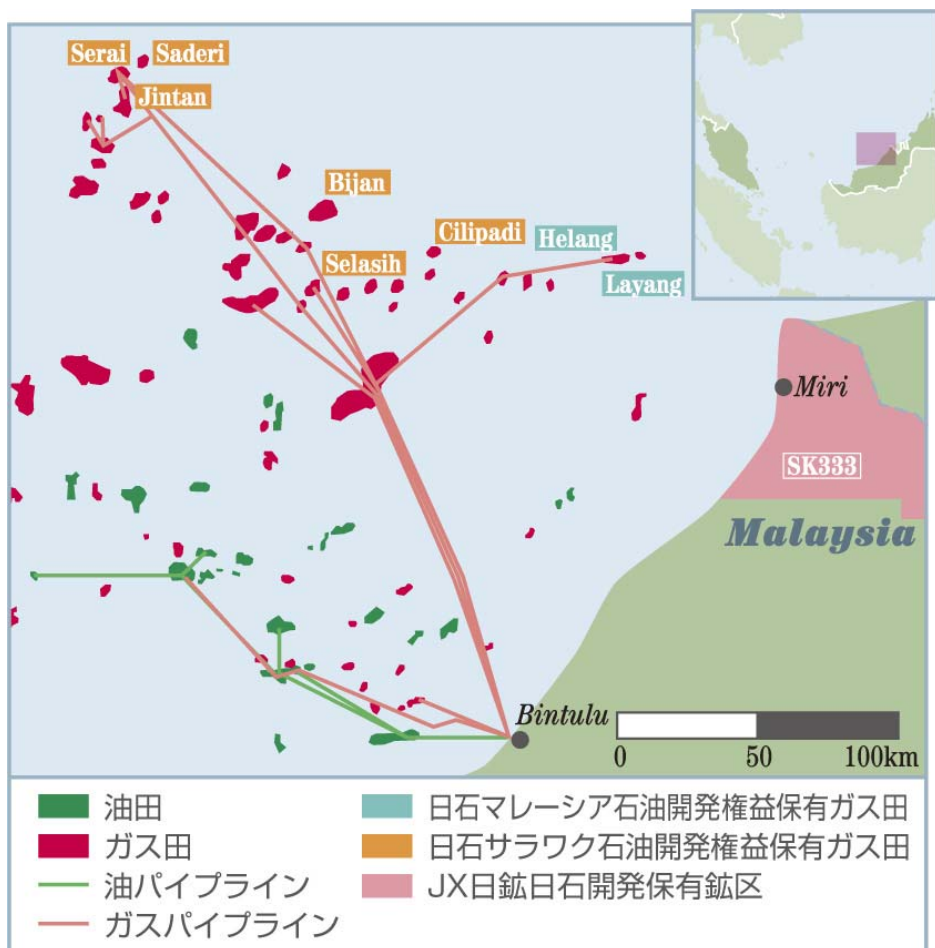 Serai
Saderi
Jintan
Bijan
Cilipadi
Helang
Selasih
Layang
Miri
SK333
Malaysia
Bintulu
0 50 100km
油田
ガス田
油パイプライン
ガスパイプライン
日石マレーシア石油開発権益保有ガス田
日石サラワク石油開発権益保有ガス田
JX日鉱日石開発保有鉱区